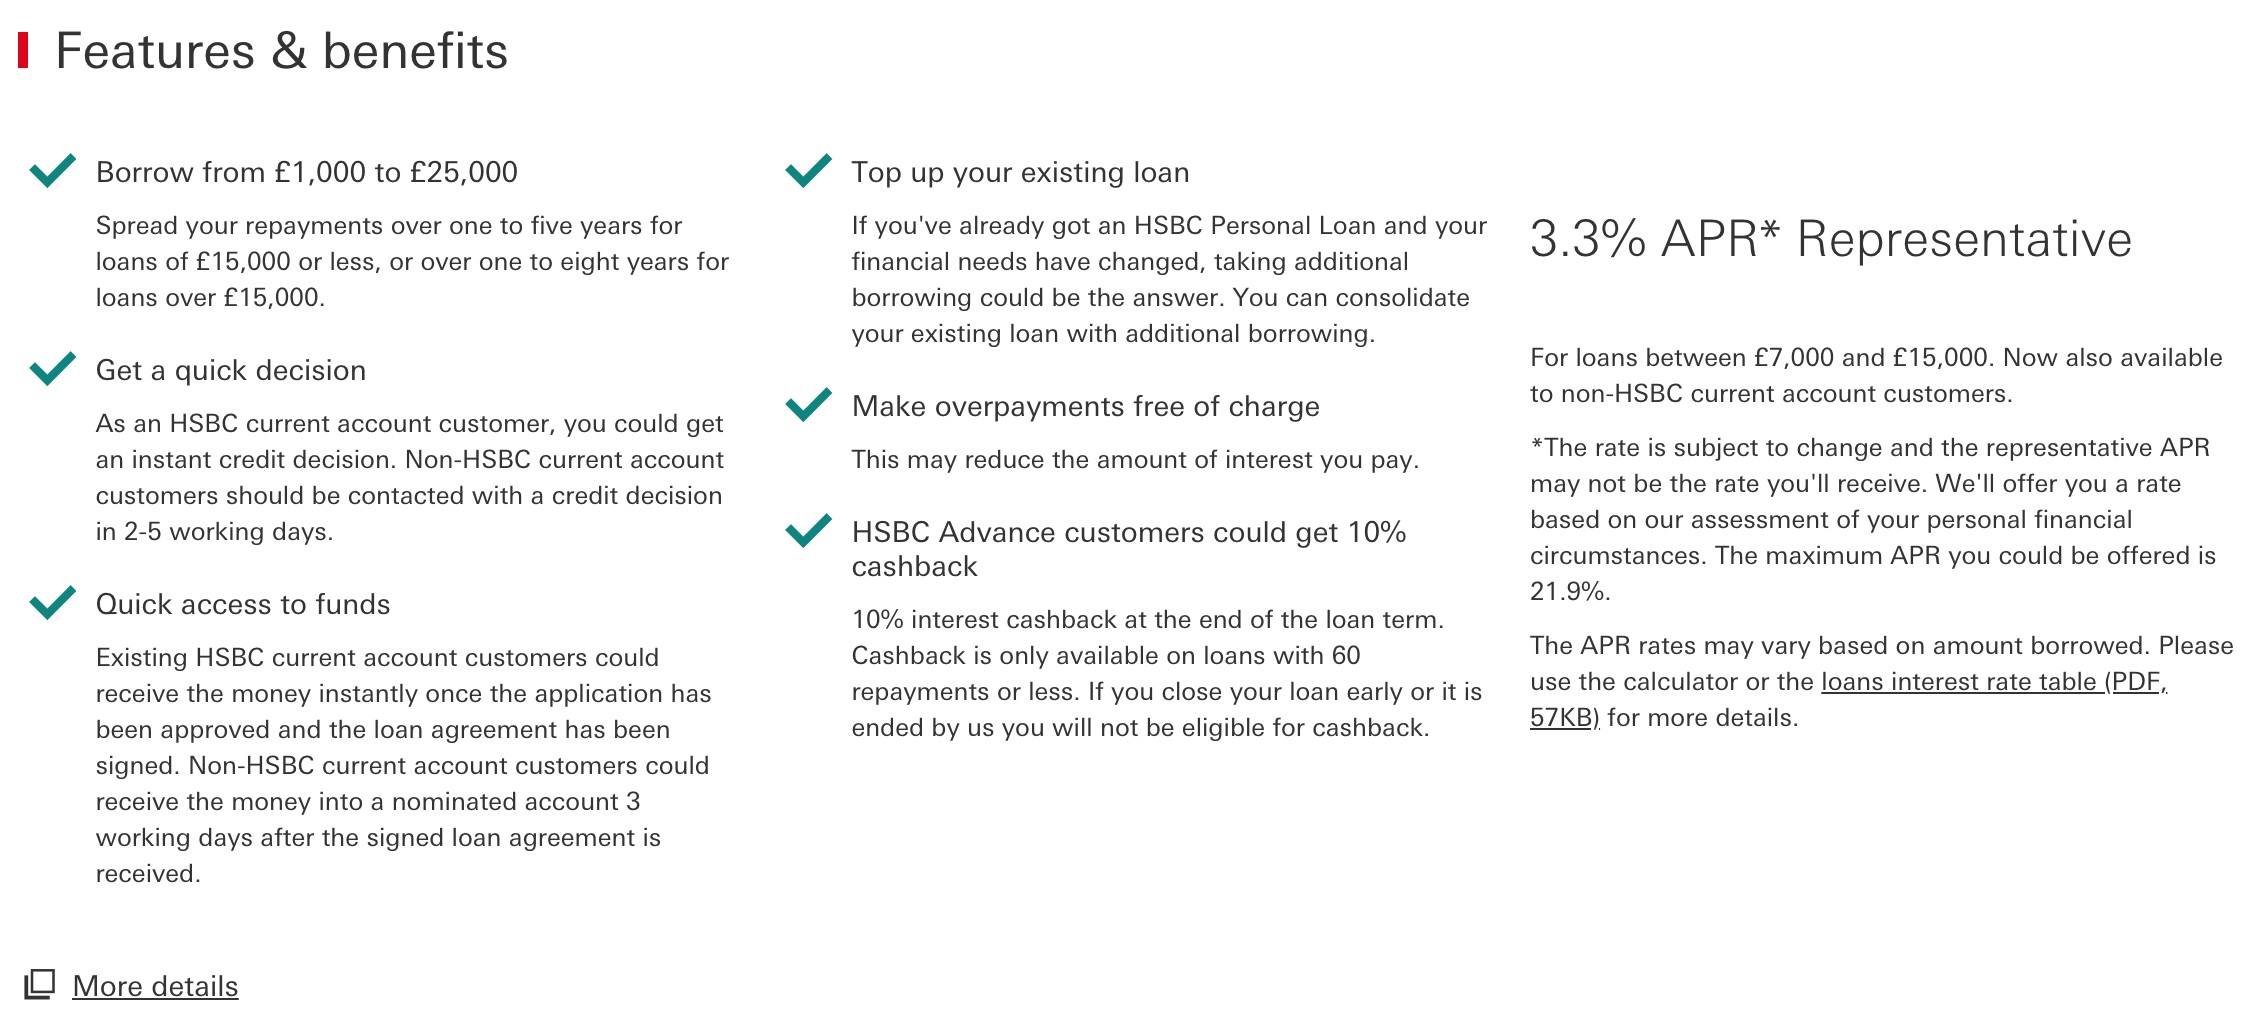 Features & benefits
Borrow from £1,000 to £25,000
Spread your repayments over one to five years for
loans of £15,000 or less, or over one to eight years for
loans over £15,000.
Get a quick decision
As an HSBC current account customer, you could get
an instant credit decision. Non-HSBC current account
customers should be contacted with a credit decision
in 2-5 working days.
Quick access to funds
Existing HSBC current account customers could
receive the money instantly once the application has
been approved and the loan agreement has been
signed. Non-HSBC current account customers could
receive the money into a nominated account 3
working days after the signed loan agreement is
received.
Top up your existing loan
If you've already got an HSBC Personal Loan and your
financial needs have changed, taking additional
borrowing could be the answer. You can consolidate
your existing loan with additional borrowing.
Make overpayments free of charge
This may reduce the amount of interest you pay.
HSBC Advance customers could get 10%
cashback
10% interest cashback at the end of the loan term.
Cashback is only available on loans with 60
repayments or less. If you close your loan early or it is
ended by us you will not be eligible for cashback.
3.3% APR* Representative
For loans between £7,000 and £15,000. Now also available
to non-HSBC current account customers.
*The rate is subject to change and the representative APR
may not be the rate you'll receive. We'll offer you a rate
based on our assessment of your personal financial
circumstances. The maximum APR you could be offered is
21.9%.
The APR rates may vary based on amount borrowed. Please
use the calculator or the loans interest rate table (PDF,
57KB) for more details.
More details